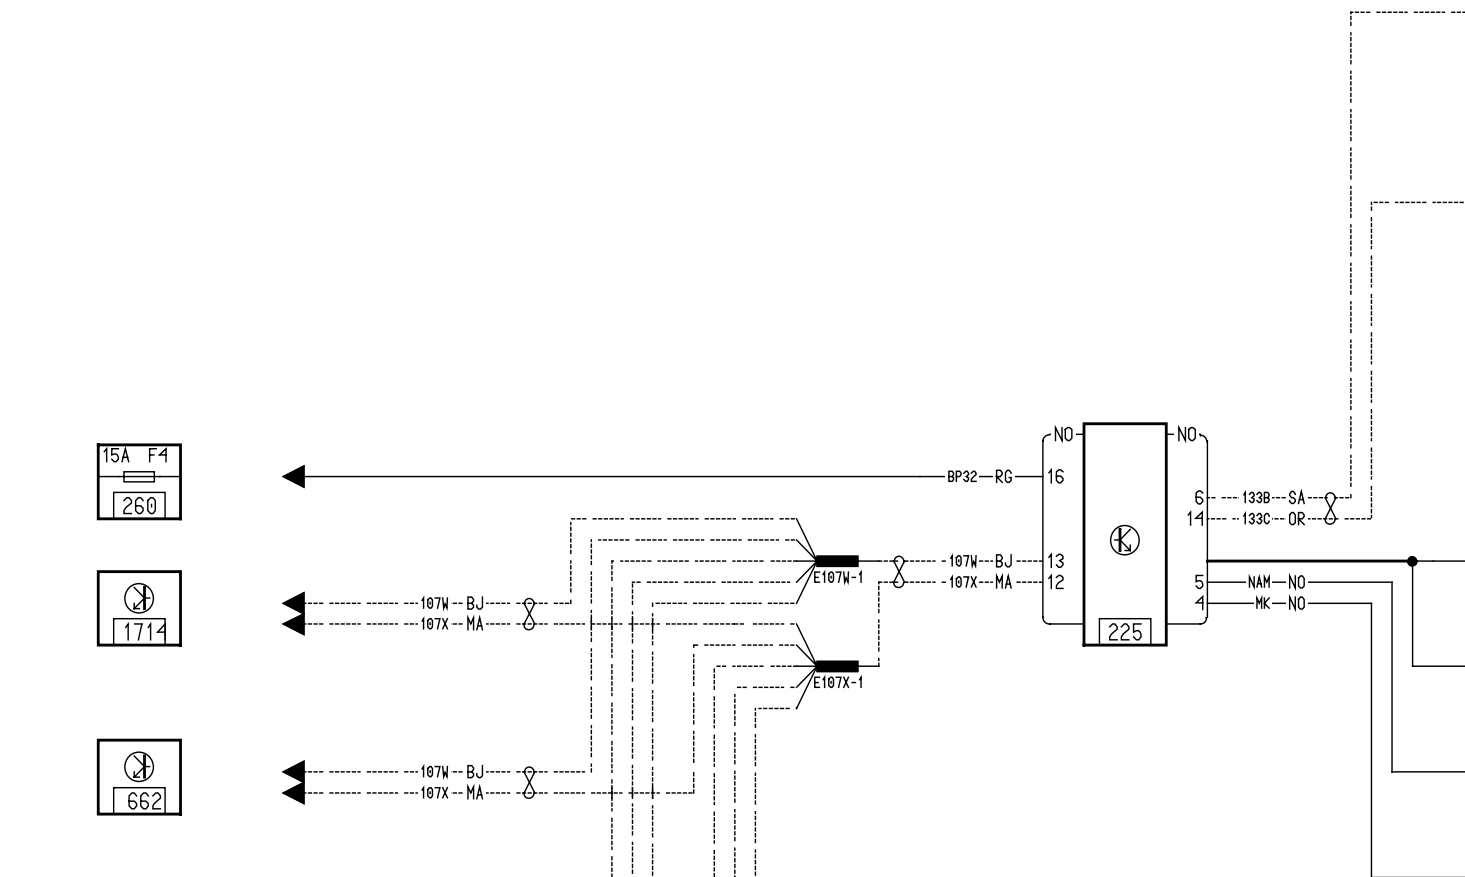 NO NO
15A F4
BP32 RG 16
260
6 133B SA
14 133C OR
107W BJ 13
E107W-1
107X MA 12
5 NAM NO
107W BJ
4 MK NO
107X MA
1714
225
E107X-1
107W BJ
107X MA
662